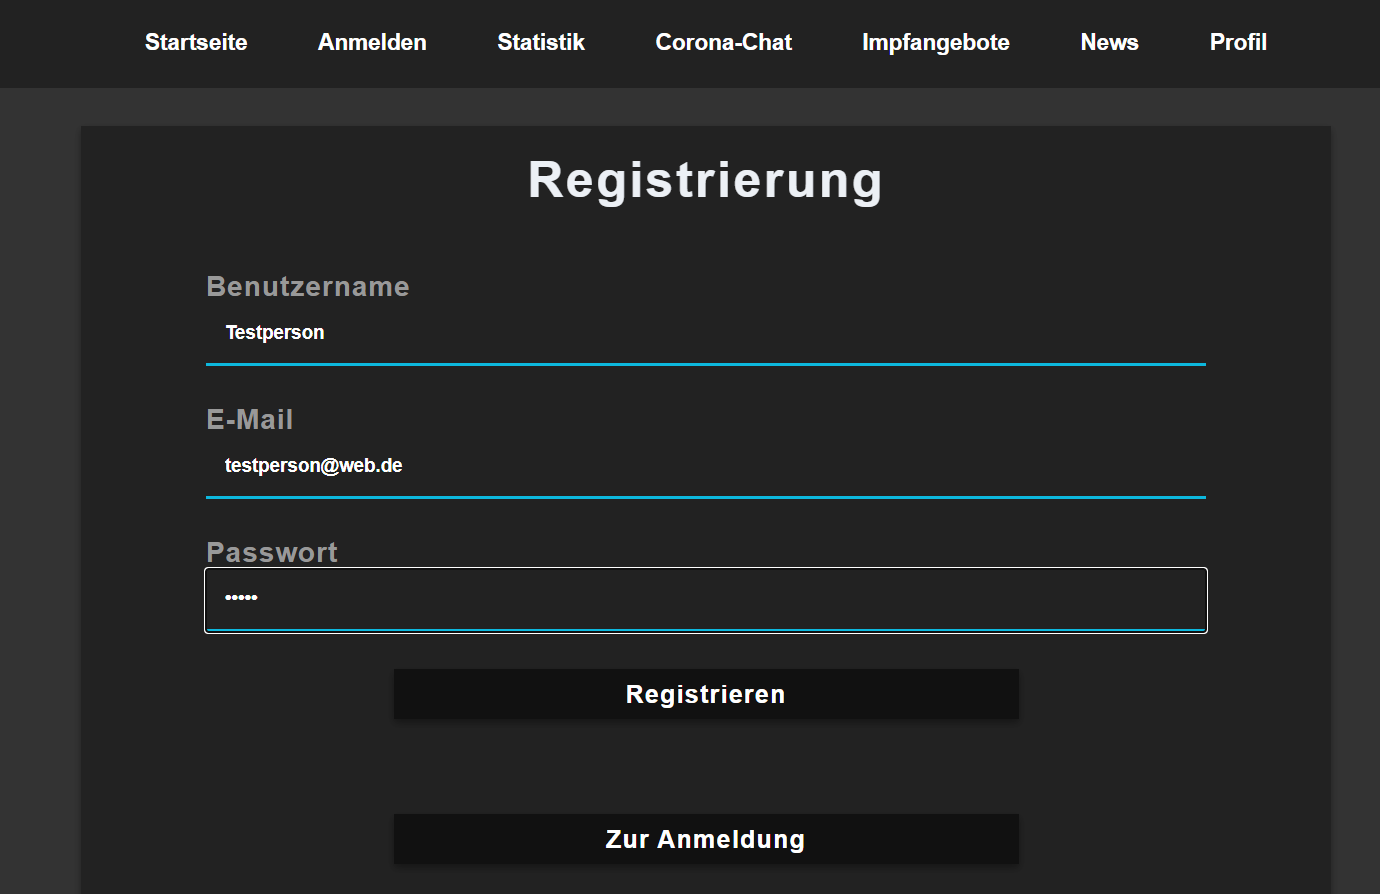 Startseite Anmelden Statistik Corona-Chat Impfangebote News Profil
Registrierung
Benutzername
Testperson
E-Mail
testperson@web.de
Passwort
•••••
Registrieren
Zur Anmeldung